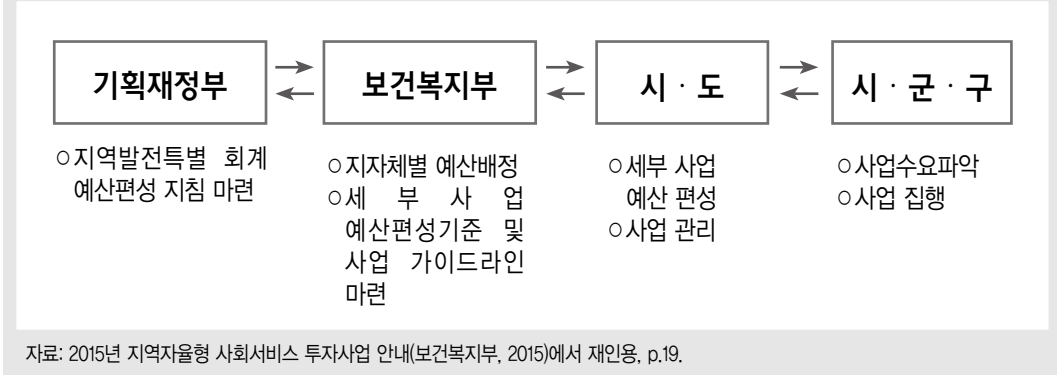 기획재정부
보건복지부
시 · 도
시 · 군 · 구
○지역발전특별 회계
예산편성 지침 마련
○지자체별 예산배정
○세 부 사 업
예산편성기준 및
사업 가이드라인
마련
○세부 사업
예산 편성
○사업 관리
○사업수요파악
○사업 집행
자료: 2015년 지역자율형 사회서비스 투자사업 안내(보건복지부, 2015)에서 재인용, p.19.